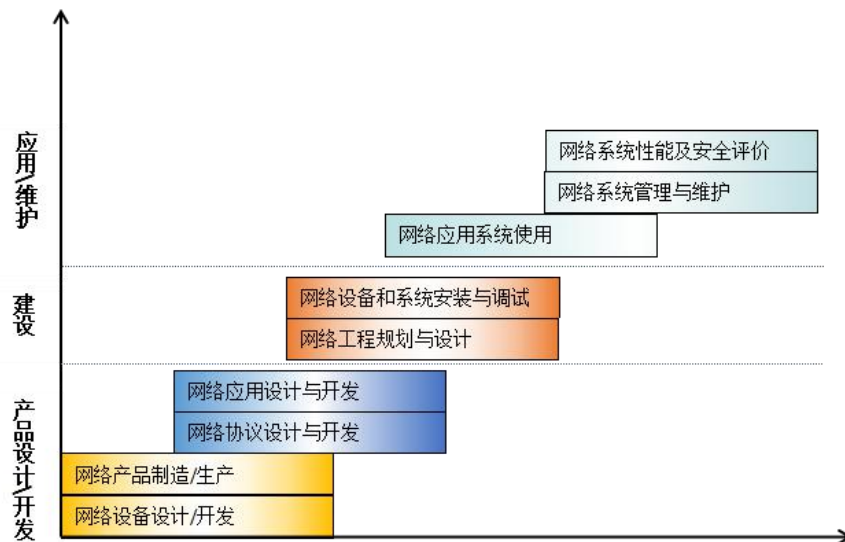 应用/维护
网络系统性能及安全评价
网络系统管理与维护
网络应用系统使用
建设
网络设备和系统安装与调试
网络工程规划与设计
产品设计/开发
网络应用设计与开发
网络协议设计与开发
网络产品制造/生产
网络设备设计/开发